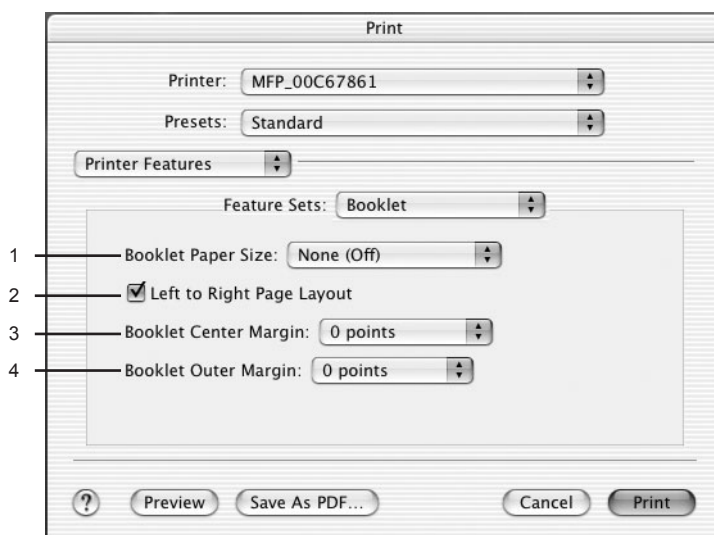 Print
Printer: MFP_00C67861
Presets: Standard
Printer Features
Feature Sets: Booklet
1 Booklet Paper Size: None (Off)
2 Left to Right Page Layout
3 Booklet Center Margin: 0 points
4 Booklet Outer Margin: 0 points
? Preview Save As PDF... Cancel Print